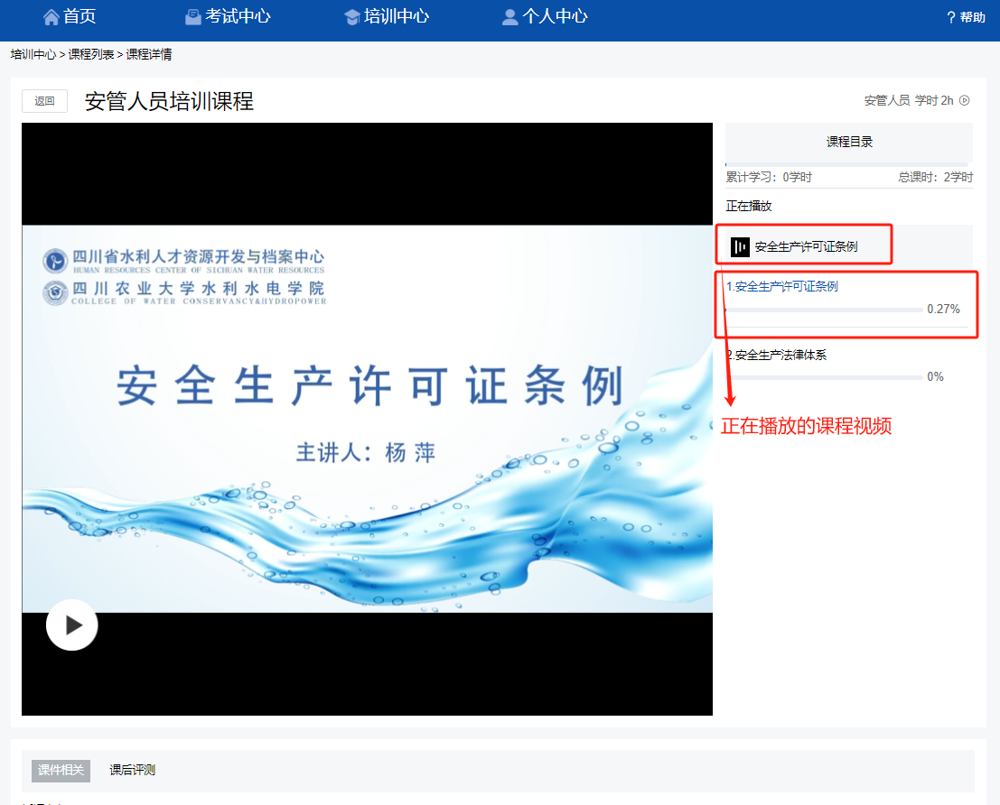 首页 考试中心 培训中心 个人中心 ? 帮助
培训中心 > 课程列表 > 课程详情
返回 安管人员培训课程 安管人员 学时 2h
课程目录
累计学习：0学时 总课时：2学时
正在播放
安全生产许可证条例
1.安全生产许可证条例
0.27%
2.安全生产法律体系
0%
正在播放的课程视频
四川省水利人才资源开发与档案中心
HUMAN RESOURCES CENTER OF SICHUAN WATER RESOURCES
四川农业大学水利水电学院
COLLEGE OF WATER CONSERVANCY&HYDROPOWER
安全生产许可证条例
主讲人：杨萍
课件相关 课后评测